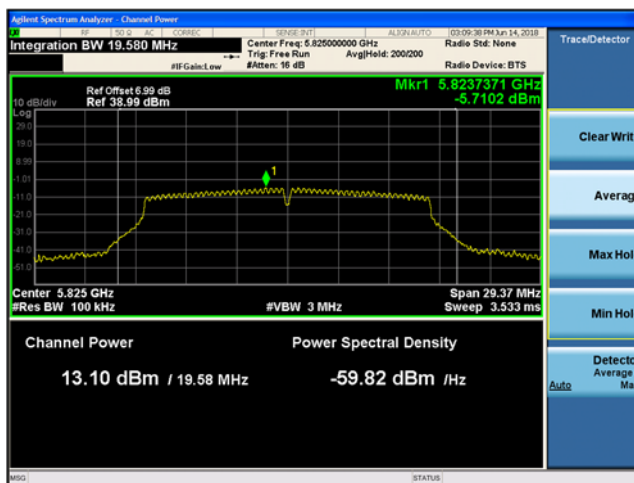 Agilent Spectrum Analyzer - Channel Power
RF 50 Ω AC CORREC SENSE:INT ALIGN AUTO 03:09:38 PM Jun 14, 2018
Integration BW 19.580 MHz
Center Freq: 5.825000000 GHz
Radio Std: None
Trig: Free Run Avg|Hold: 200/200
#IFGain:Low #Atten: 16 dB Radio Device: BTS
Trace/Detector
Mkr1 5.8237371 GHz
-5.7102 dBm
Ref Offset 6.99 dB
10 dB/div Ref 38.99 dBm
Log
29.0
19.0
8.99
-1.01
-11.0
-21.0
-31.0
-41.0
-51.0
1
Center 5.825 GHz Span 29.37 MHz
#Res BW 100 kHz #VBW 3 MHz Sweep 3.533 ms
Channel Power Power Spectral Density
13.10 dBm / 19.58 MHz -59.82 dBm /Hz
Clear Writ
Averag
Max Hol
Min Hol
Detecto
Average
Auto Ma
MSG STATUS